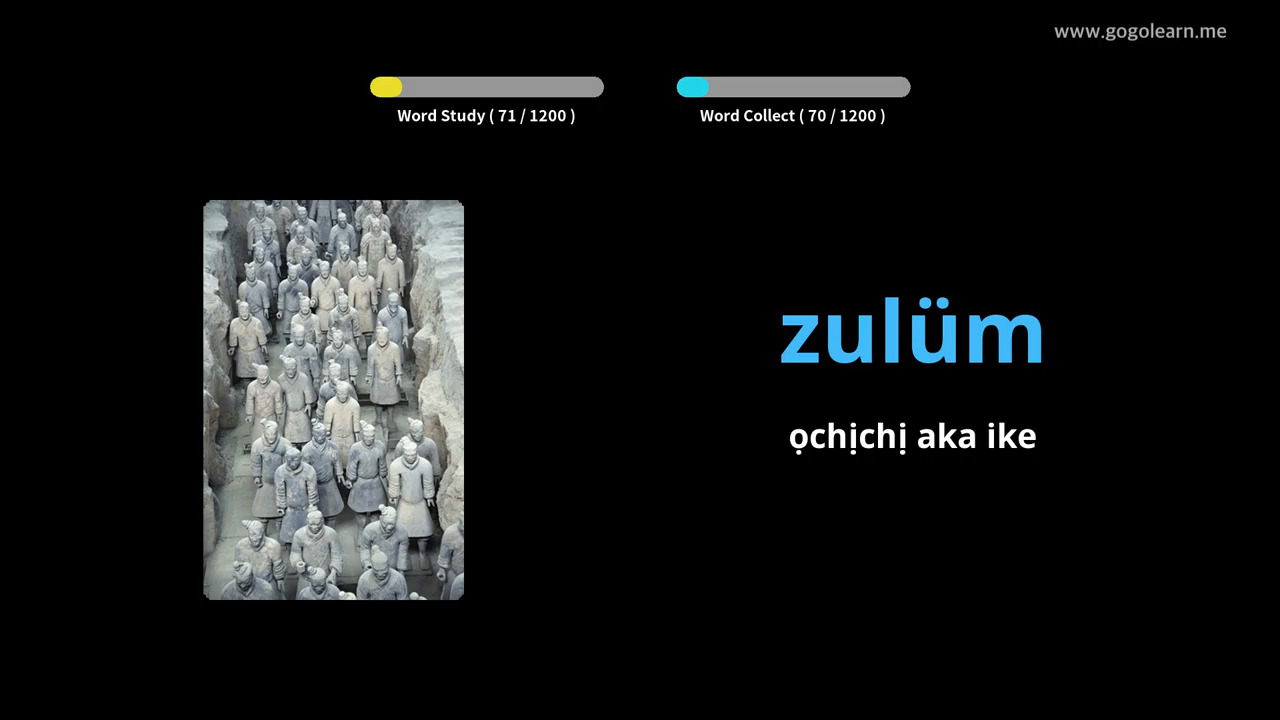 www.gogolearn.me
Word Study ( 71 / 1200 )
Word Collect ( 70 / 1200 )
zulüm
ọchịchị aka ike